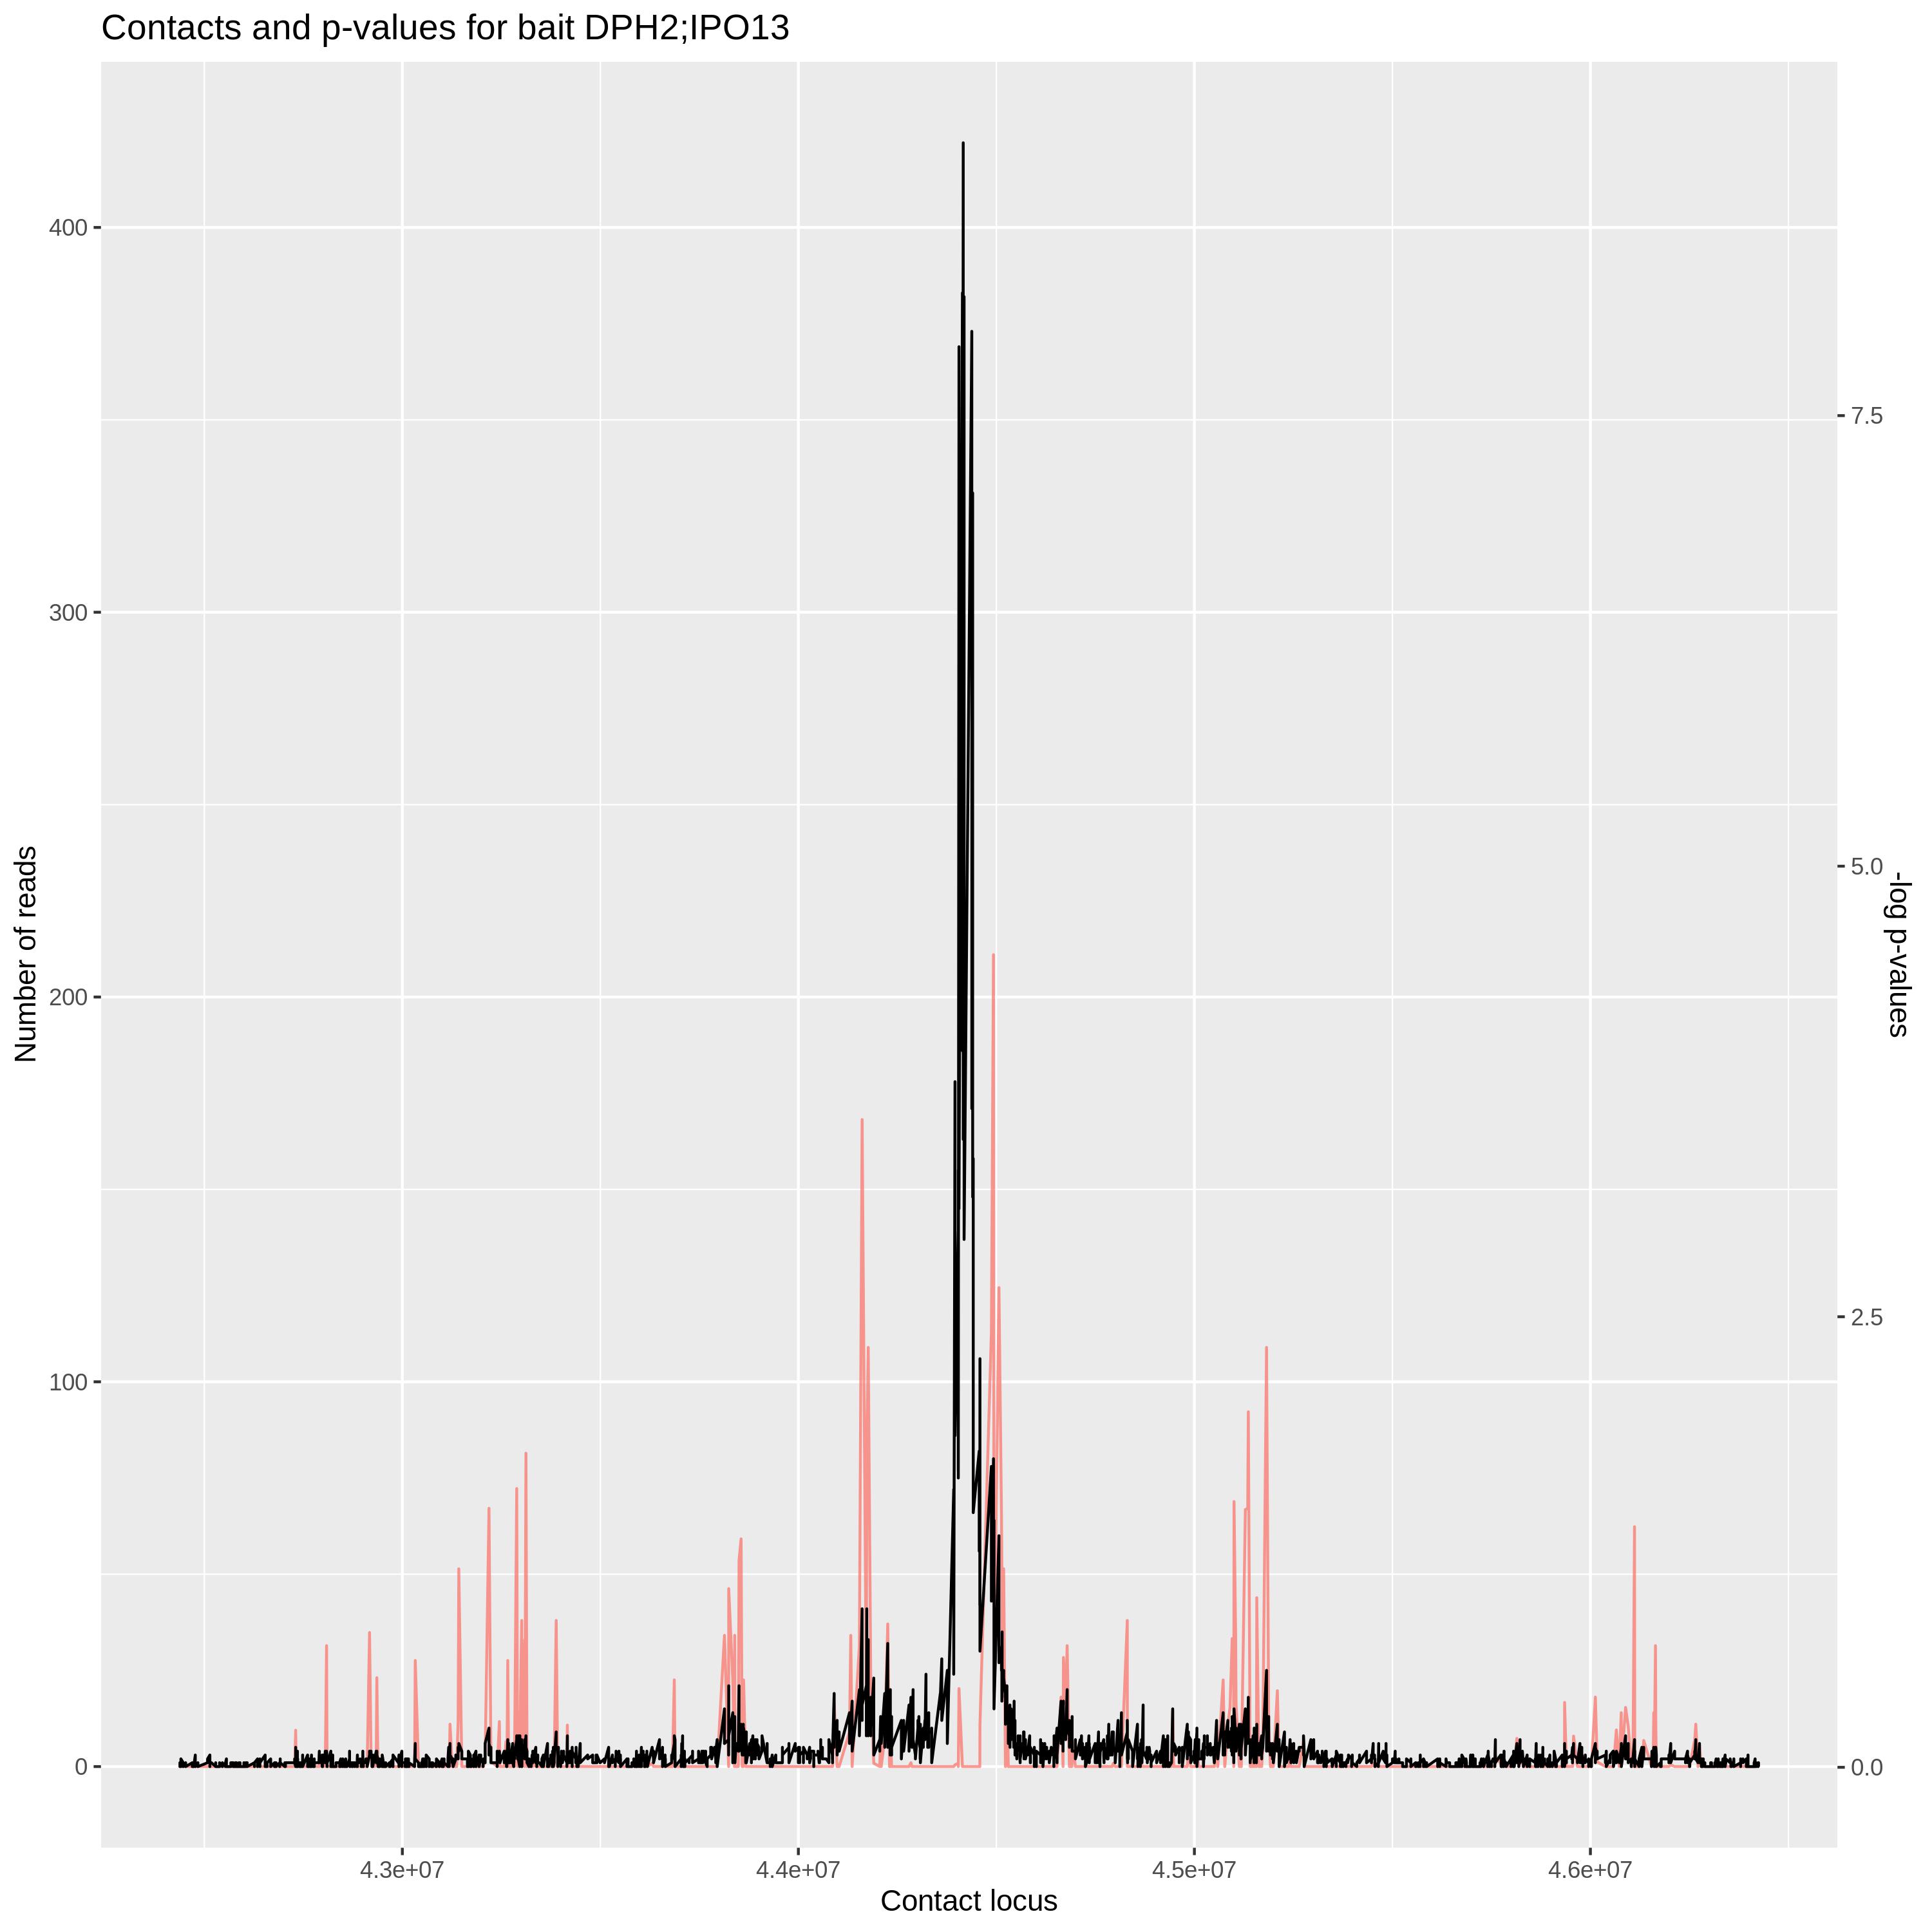 Contacts and p-values for bait DPH2;IPO13
400
300
200
100
0
Number of reads
7.5
5.0
2.5
0.0
-log p-values
4.3e+07 4.4e+07 4.5e+07 4.6e+07
Contact locus